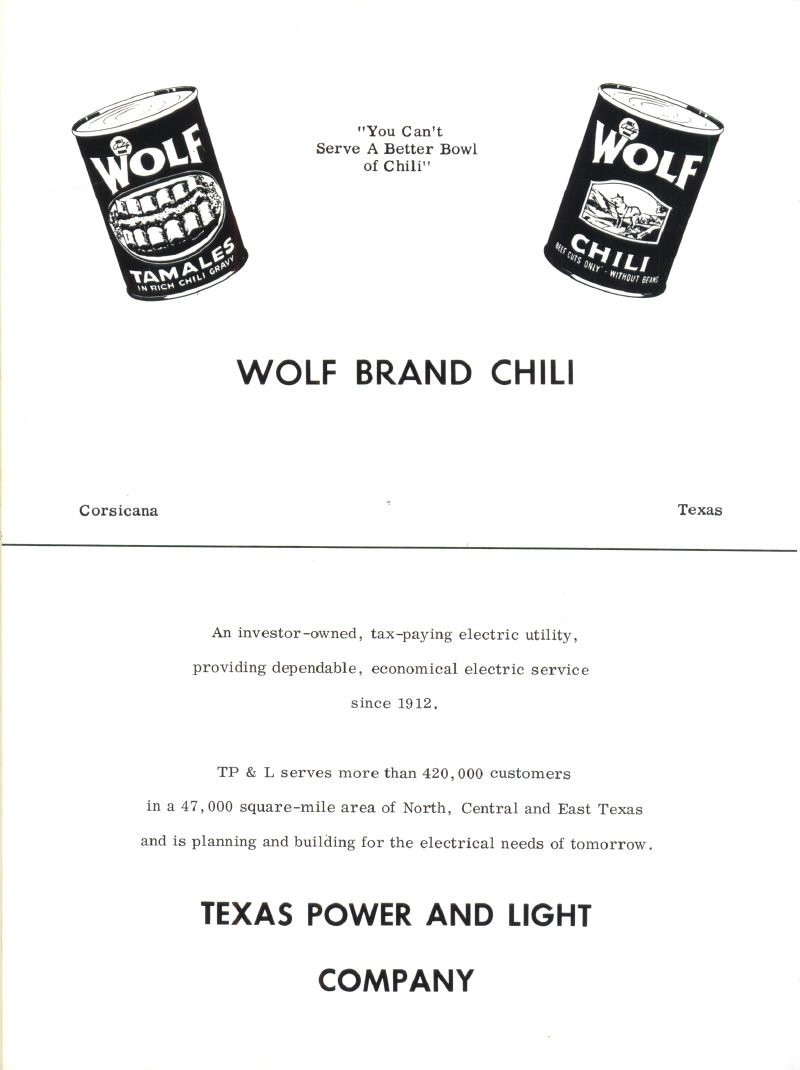 "You Can't
Serve A Better Bowl
of Chili"
WOLF
TAMALES
IN RICH CHILI GRAVY
WOLF
CHILI
BEEF CUTS ONLY · WITHOUT BEANS
WOLF BRAND CHILI
Corsicana Texas
An investor-owned, tax-paying electric utility,
providing dependable, economical electric service
since 1912.
TP & L serves more than 420,000 customers
in a 47,000 square-mile area of North, Central and East Texas
and is planning and building for the electrical needs of tomorrow.
TEXAS POWER AND LIGHT
COMPANY